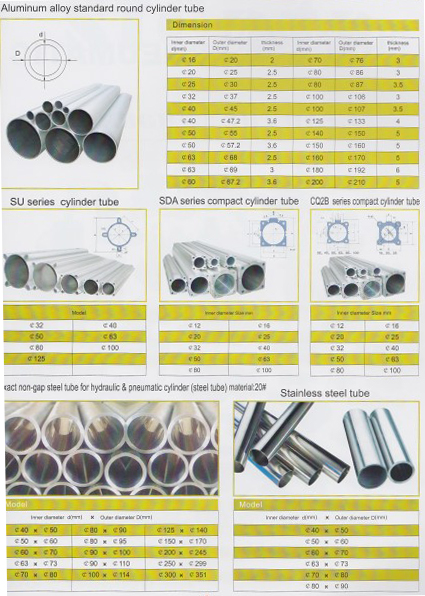 Aluminum alloy standard round cylinder tube
d
D
Dimension
Inner diameter d(mm) Outer diameter D(mm) thickness (mm) Inner diameter d(mm) Outer diameter D(mm) thickness (mm)
¢16 ¢20 2 ¢70 ¢76 3
¢20 ¢25 2.5 ¢80 ¢86 3
¢25 ¢30 2.5 ¢80 ¢87 3.5
¢32 ¢37 2.5 ¢100 ¢106 3
¢40 ¢45 2.5 ¢100 ¢107 3.5
¢40 ¢47.2 3.6 ¢125 ¢133 4
¢50 ¢55 2.5 ¢140 ¢150 5
¢50 ¢57.2 3.6 ¢150 ¢160 5
¢63 ¢68 2.5 ¢160 ¢170 5
¢63 ¢69 3 ¢180 ¢192 6
¢60 ¢67.2 3.6 ¢200 ¢210 5
SU series cylinder tube
SDA series compact cylinder tube
CQ2B series compact cylinder tube
Model
¢32 ¢40
¢50 ¢63
¢80 ¢100
¢125
Inner diameter Size mm
¢12 ¢16
¢20 ¢25
¢32 ¢40
¢50 ¢63
¢80 ¢100
Inner diameter Size mm
¢12 ¢16
¢20 ¢25
¢32 ¢40
¢50 ¢63
¢80 ¢100
xact non-gap steel tube for hydraulic & pneumatic cylinder (steel tube) material:20#
Stainless steel tube
Model
Inner diameter d(mm) × Outer diameter D(mm)
¢40 × ¢50 ¢80 × ¢90 ¢125 × ¢140
¢50 × ¢60 ¢80 × ¢95 ¢150 × ¢170
¢60 × ¢70 ¢90 × ¢100 ¢200 × ¢245
¢63 × ¢73 ¢90 × ¢110 ¢250 × ¢299
¢70 × ¢80 ¢100 × ¢114 ¢300 × ¢351
Model
Inner diameter d(mm) × Outer diameter D(mm)
¢40 × ¢50
¢50 × ¢60
¢60 × ¢70
¢63 × ¢73
¢70 × ¢80
¢80 × ¢90